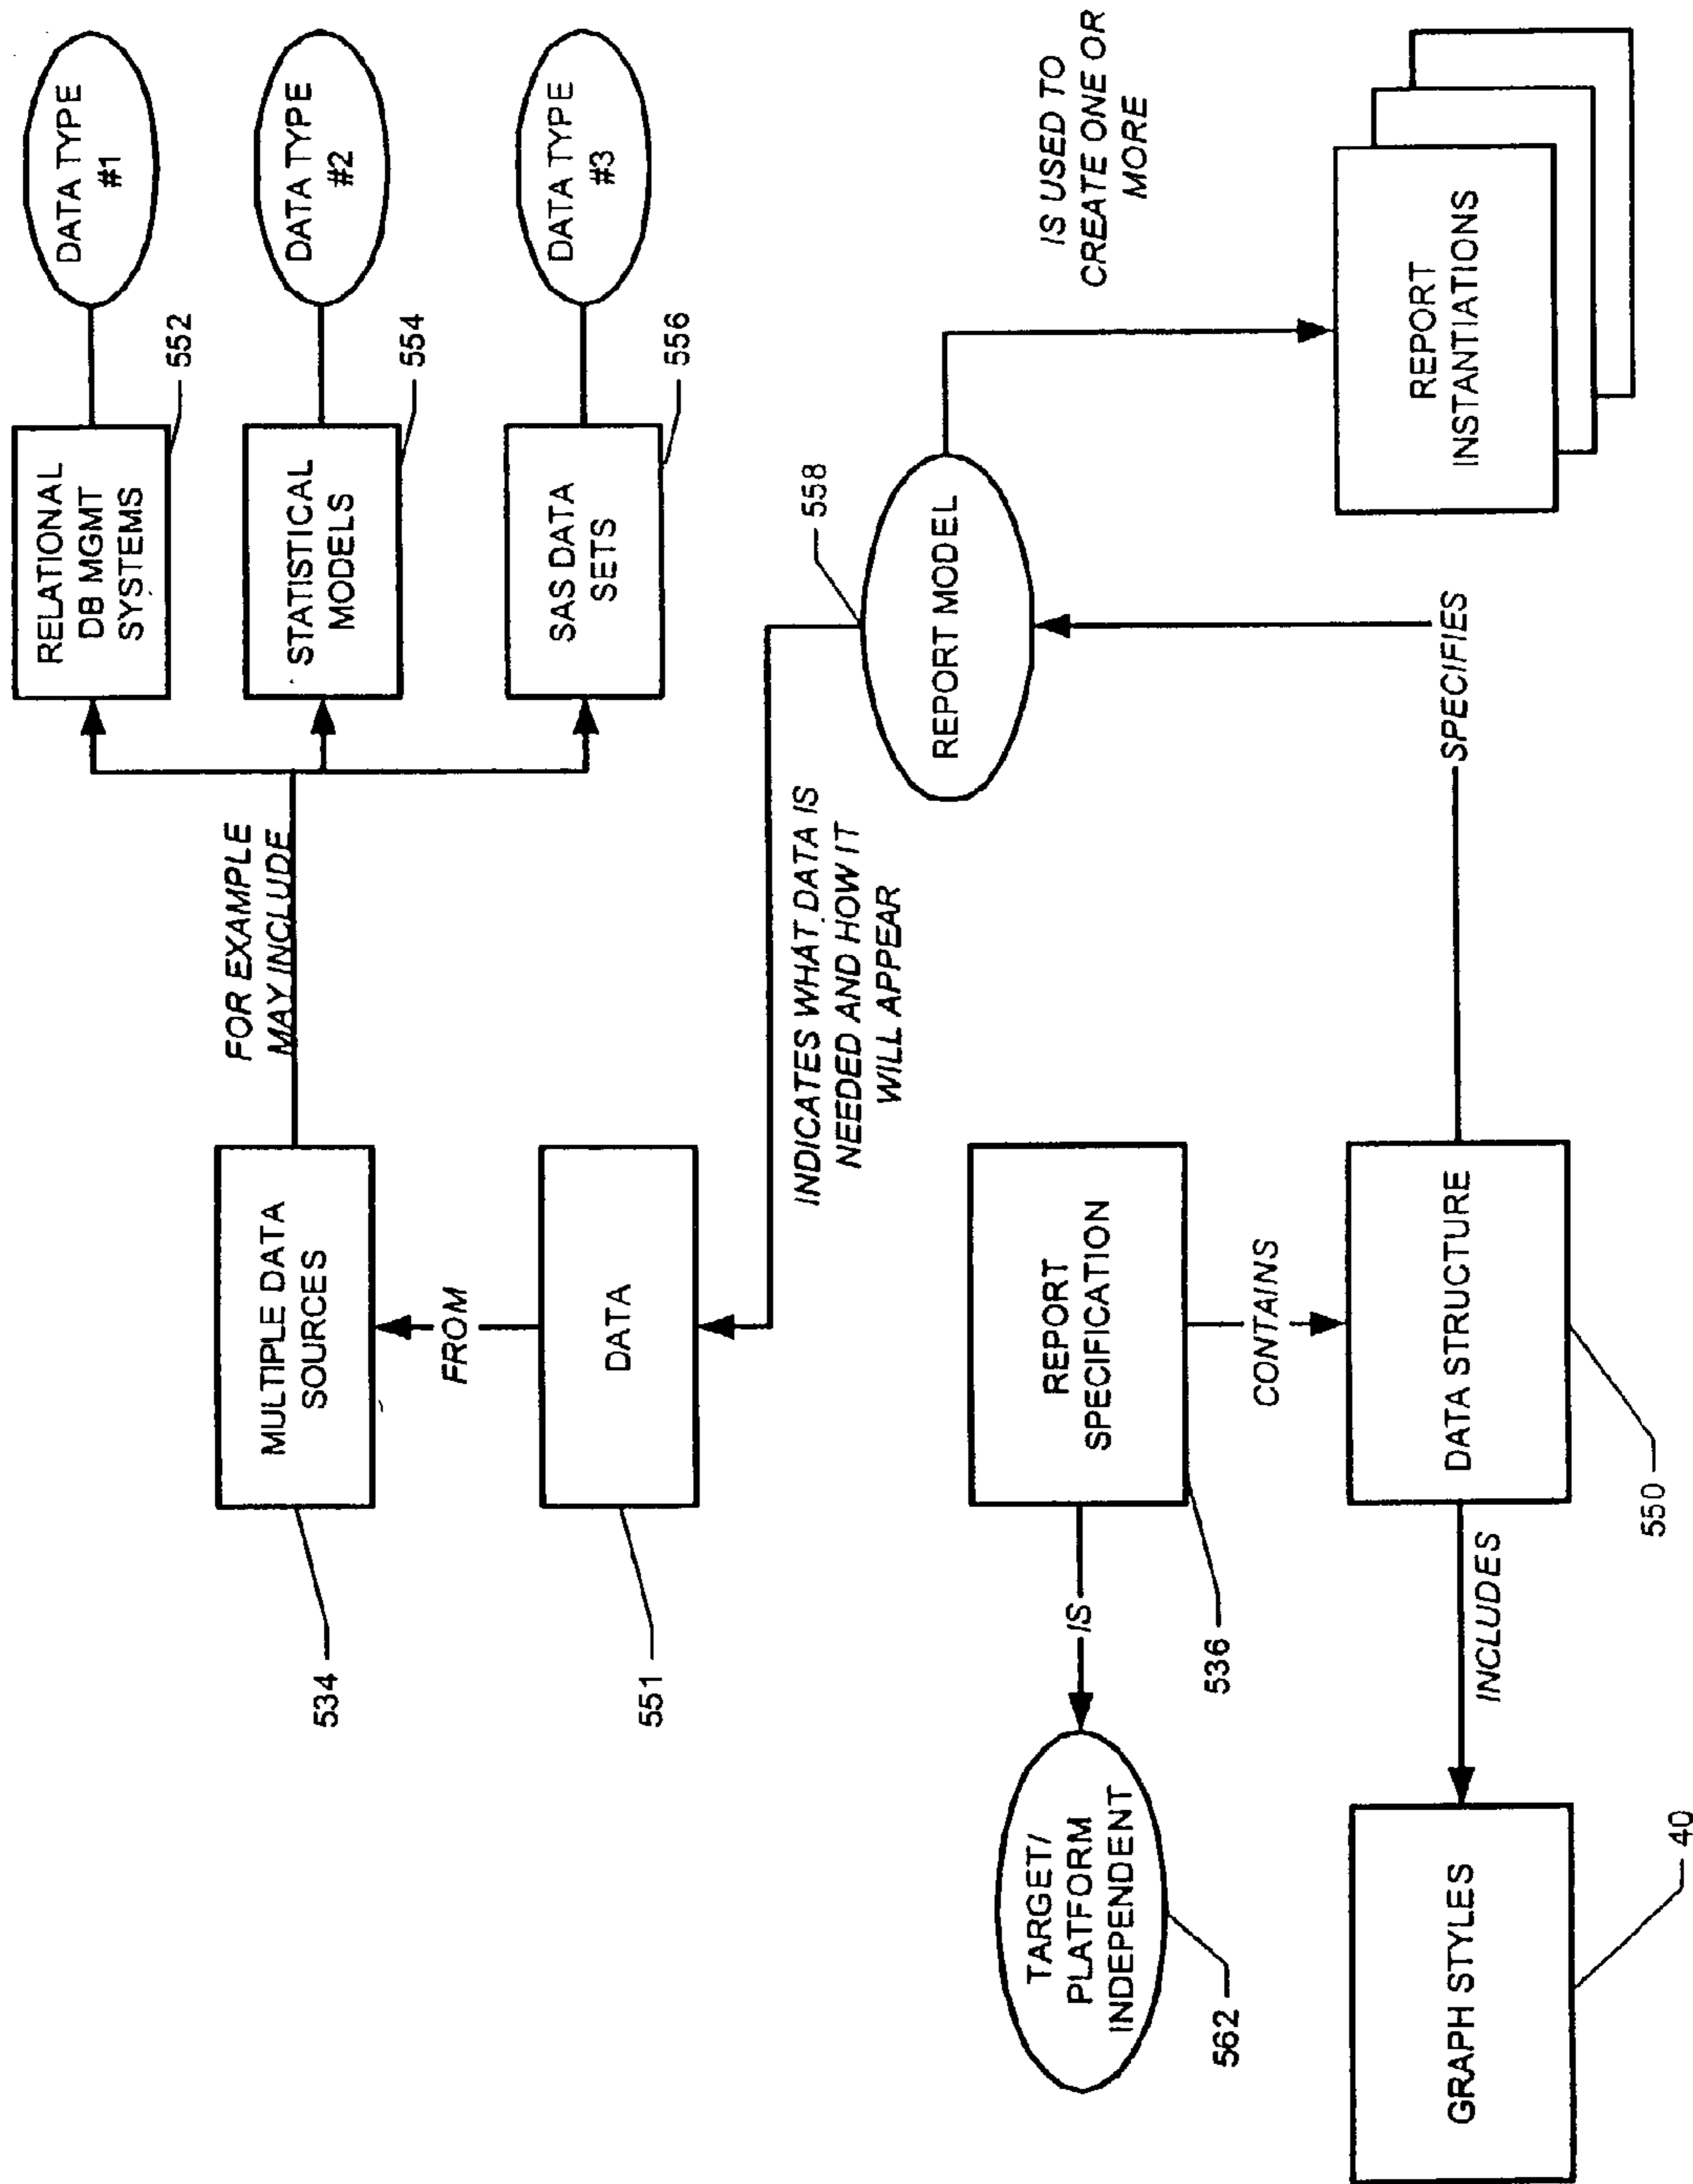 FOR EXAMPLE
MAY INCLUDE
RELATIONAL
DB MGMT
SYSTEMS
552
DATA TYPE
#1
534
MULTIPLE DATA
SOURCES
STATISTICAL
MODELS
554
DATA TYPE
#2
FROM
SAS DATA
SETS
556
DATA TYPE
#3
551
DATA
INDICATES WHAT DATA IS
NEEDED AND HOW IT
WILL APPEAR
558
REPORT MODEL
IS USED TO
CREATE ONE OR
MORE
562
TARGET/
PLATFORM
INDEPENDENT
IS
536
REPORT
SPECIFICATION
CONTAINS
REPORT
INSTANTIATIONS
GRAPH STYLES
40
INCLUDES
DATA STRUCTURE
550
SPECIFIES